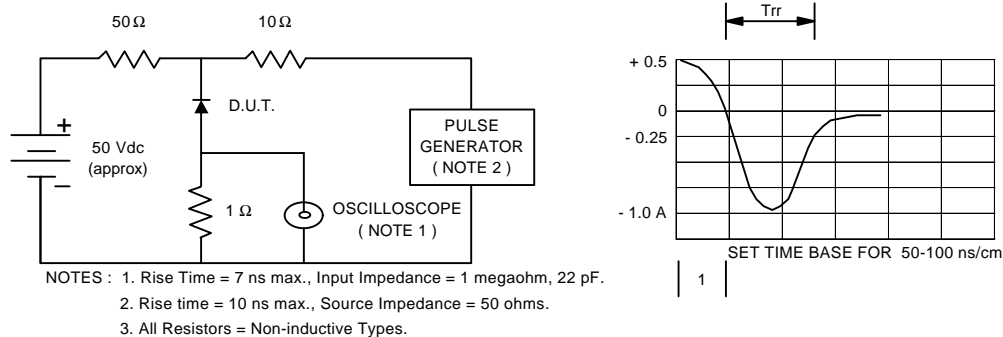 50 Ω
10 Ω
D.U.T.
+
50 Vdc
(approx)
−
1 Ω
OSCILLOSCOPE
( NOTE 1 )
PULSE
GENERATOR
( NOTE 2 )
NOTES : 1. Rise Time = 7 ns max., Input Impedance = 1 megaohm, 22 pF.
2. Rise time = 10 ns max., Source Impedance = 50 ohms.
3. All Resistors = Non-inductive Types.
Trr
+ 0.5
0
- 0.25
- 1.0 A
SET TIME BASE FOR 50-100 ns/cm
1